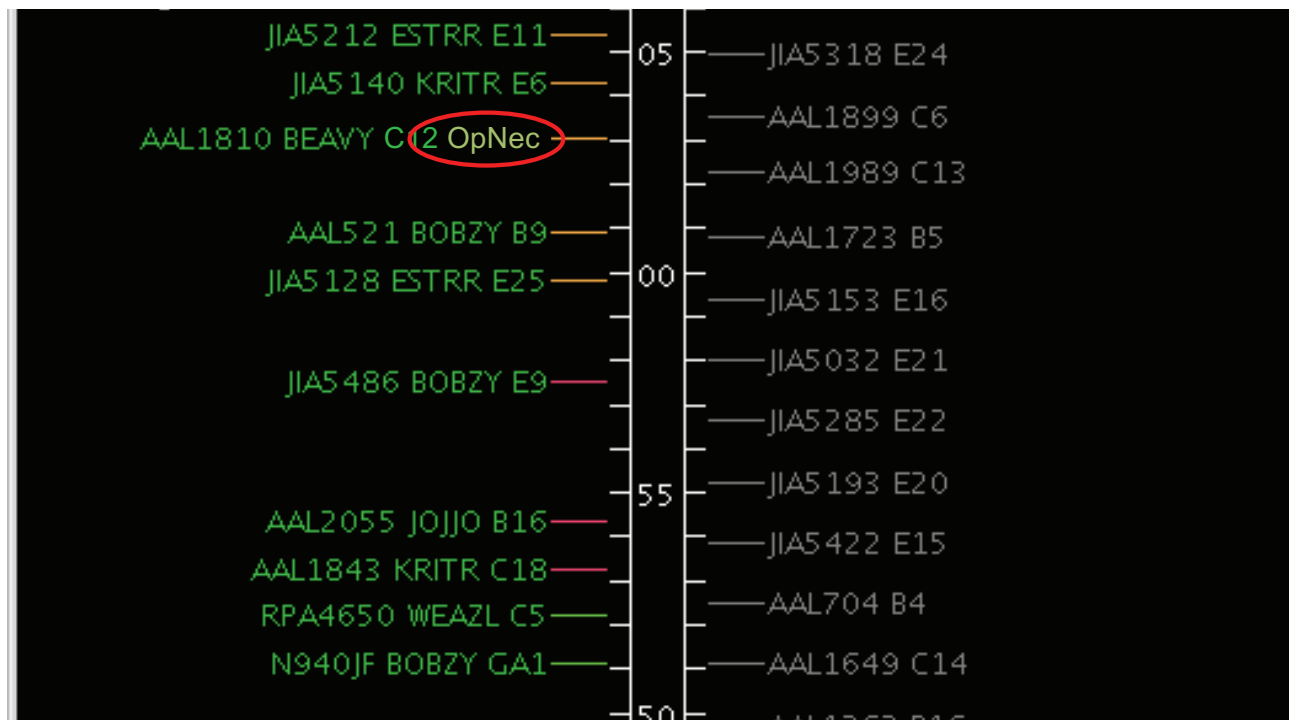 JIA5212 ESTRR E11
JIA5140 KRITR E6
AAL1810 BEAVY C12 OpNec
AAL521 BOBZY B9
JIA5128 ESTRR E25
JIA5486 BOBZY E9
AAL2055 JOJJO B16
AAL1843 KRITR C18
RPA4650 WEAZL C5
N940JF BOBZY GA1
05
00
55
50
JIA5318 E24
AAL1899 C6
AAL1989 C13
AAL1723 B5
JIA5153 E16
JIA5032 E21
JIA5285 E22
JIA5193 E20
JIA5422 E15
AAL704 B4
AAL1649 C14